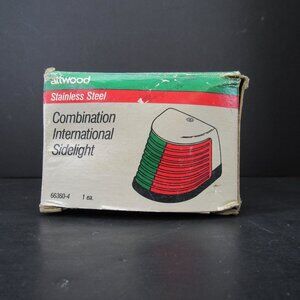 attwood
Stainless Steel
Combination
International
Sidelight
66360-4 1 ea.